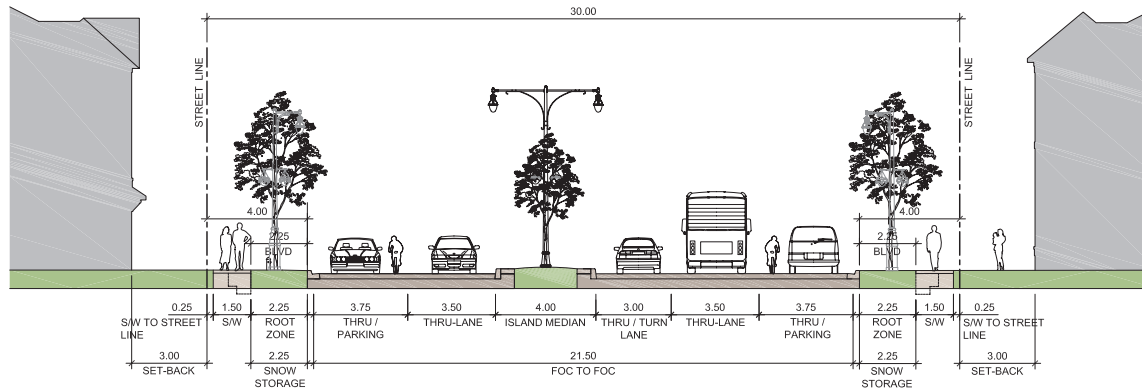 30.00
STREET LINE
STREET LINE
4.00
4.00
2.25
BLVD
2.25
BLVD
0.25
1.50
2.25
3.75
3.50
4.00
3.00
3.50
3.75
2.25
1.50
0.25
S/W TO STREET
LINE
S/W
ROOT
ZONE
THRU /
PARKING
THRU-LANE
ISLAND MEDIAN
THRU / TURN
LANE
THRU-LANE
THRU /
PARKING
ROOT
ZONE
S/W
S/W TO STREET
LINE
3.00
2.25
21.50
2.25
3.00
SET-BACK
SNOW
STORAGE
FOC TO FOC
SNOW
STORAGE
SET-BACK